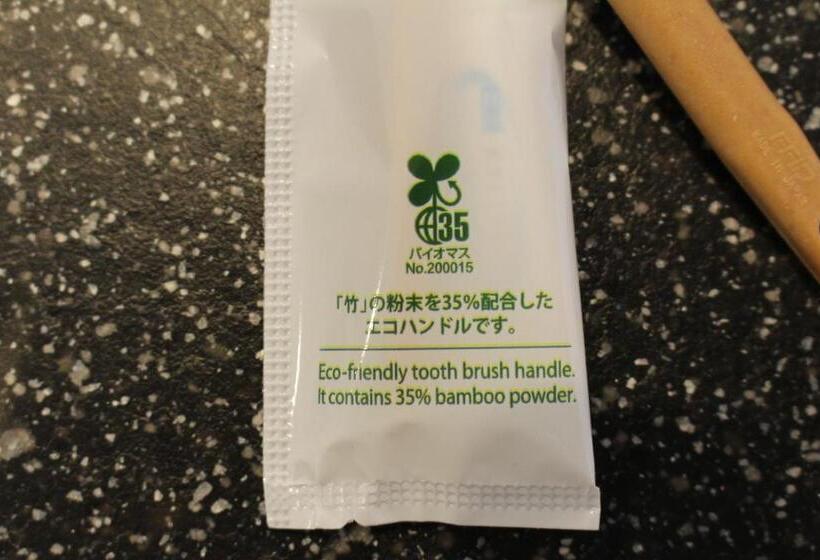 35
バイオマス
No.200015
「竹」の粉末を35%配合した
エコハンドルです。
Eco-friendly tooth brush handle.
It contains 35% bamboo powder.